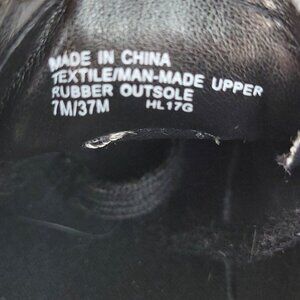 MADE IN CHINA
TEXTILE/MAN-MADE UPPER
RUBBER OUTSOLE
7M/37M HL17G